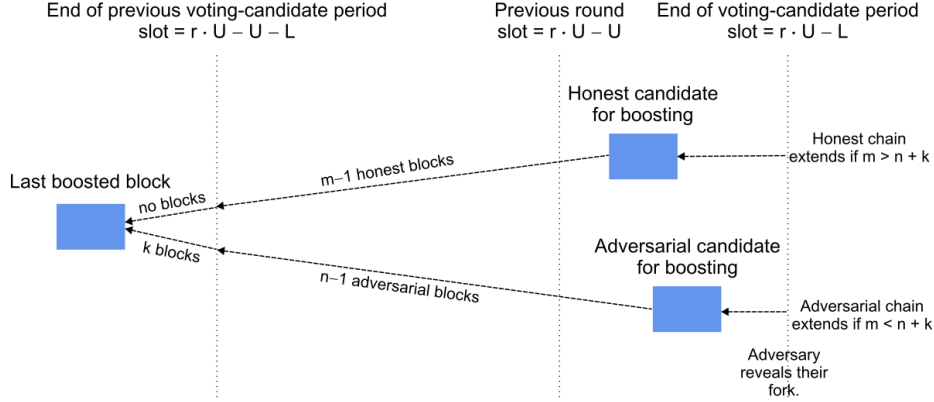 End of previous voting-candidate period
slot = r · U – U – L
Previous round
slot = r · U – U
End of voting-candidate period
slot = r · U – L
Honest candidate
for boosting
Honest chain
extends if m > n + k
m–1 honest blocks
Last boosted block
no blocks
k blocks
n–1 adversarial blocks
Adversarial candidate
for boosting
Adversarial chain
extends if m < n + k
Adversary
reveals their
fork.